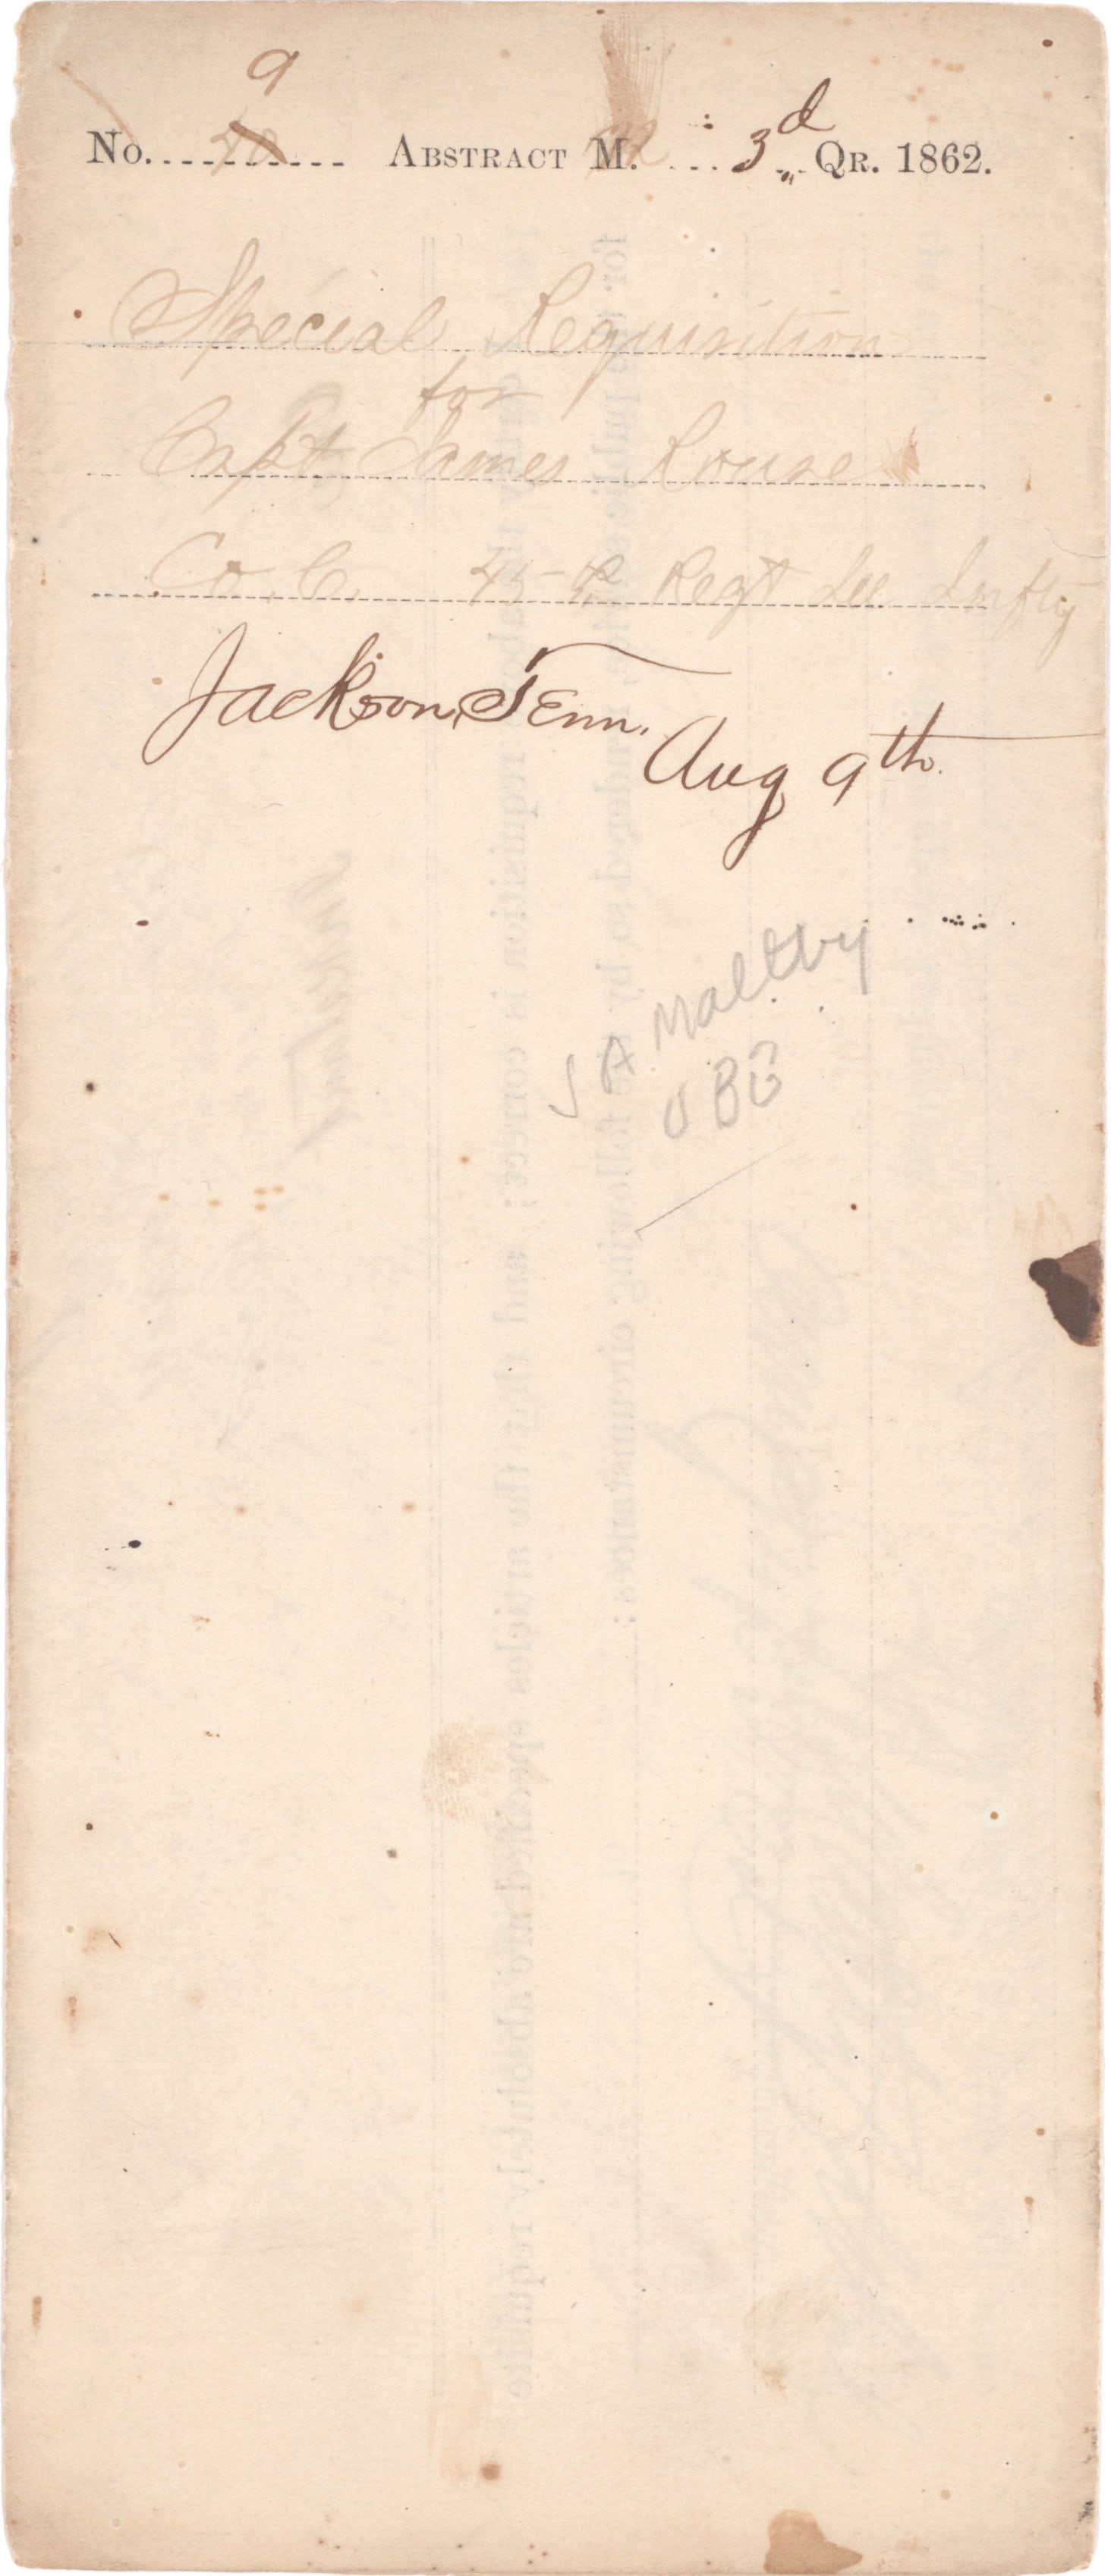 9
No. ABSTRACT M. 3d QR. 1862.
Special Requisition
for
Capt James Rouse
Co. C. 45th Regt Ill Infty
Jackson, Tenn.
Aug 9th.
J A Maltby
U B G